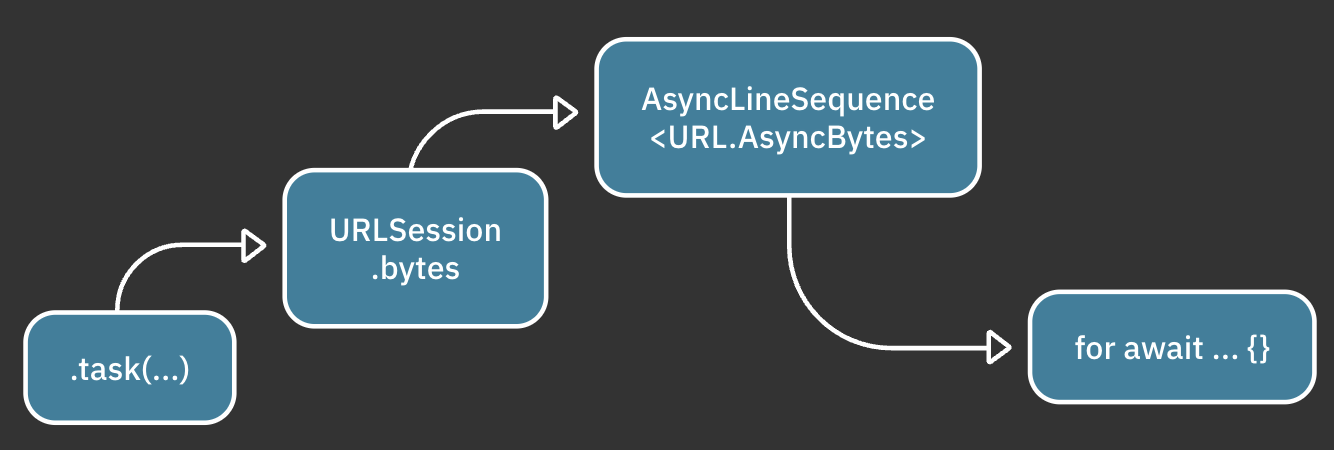 .task(...)
URLSession
.bytes
AsyncLineSequence
<URL.AsyncBytes>
for await ... {}